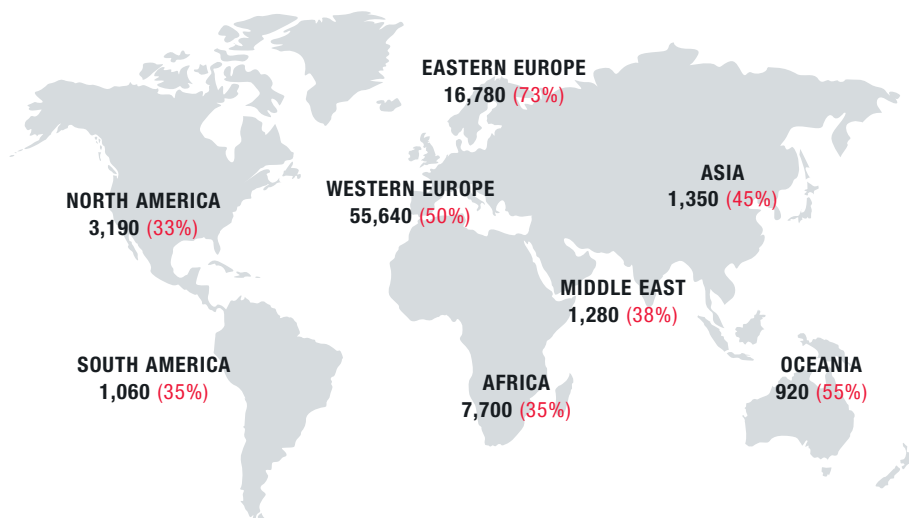 EASTERN EUROPE
16,780 (73%)
ASIA
1,350 (45%)
WESTERN EUROPE
55,640 (50%)
NORTH AMERICA
3,190 (33%)
MIDDLE EAST
1,280 (38%)
SOUTH AMERICA
1,060 (35%)
OCEANIA
920 (55%)
AFRICA
7,700 (35%)